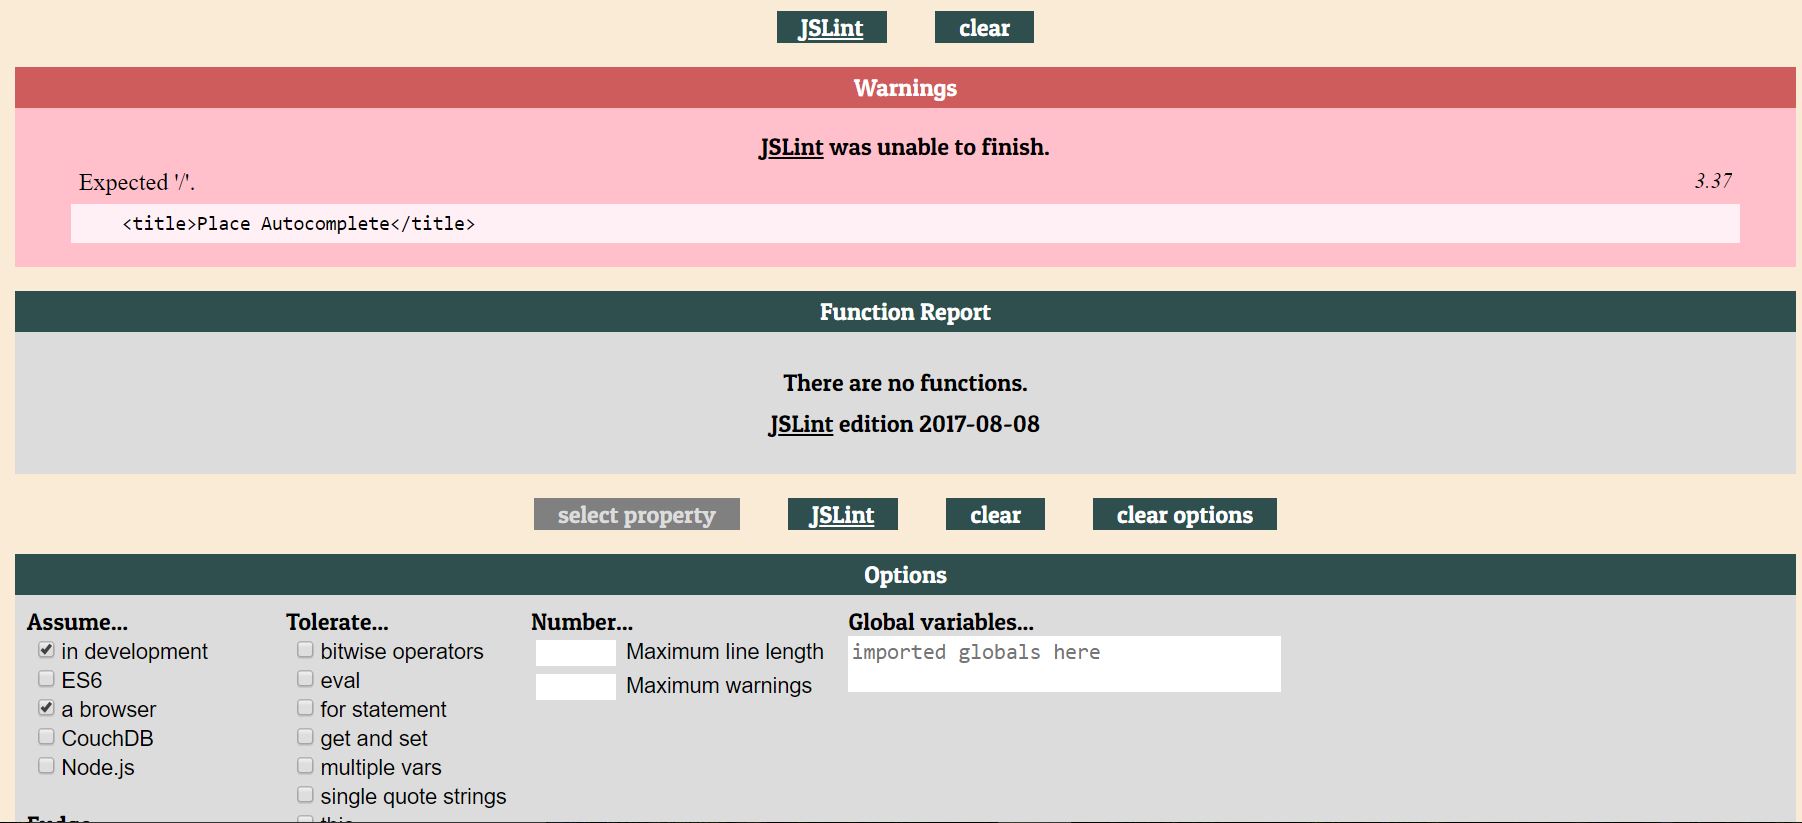 JSLint clear
Warnings
JSLint was unable to finish.
Expected '/'. 3.37
<title>Place Autocomplete</title>
Function Report
There are no functions.
JSLint edition 2017-08-08
select property JSLint clear clear options
Options
Assume... Tolerate... Number... Global variables...
in development bitwise operators Maximum line length imported globals here
ES6 eval Maximum warnings
a browser for statement
CouchDB get and set
Node.js multiple vars
single quote strings